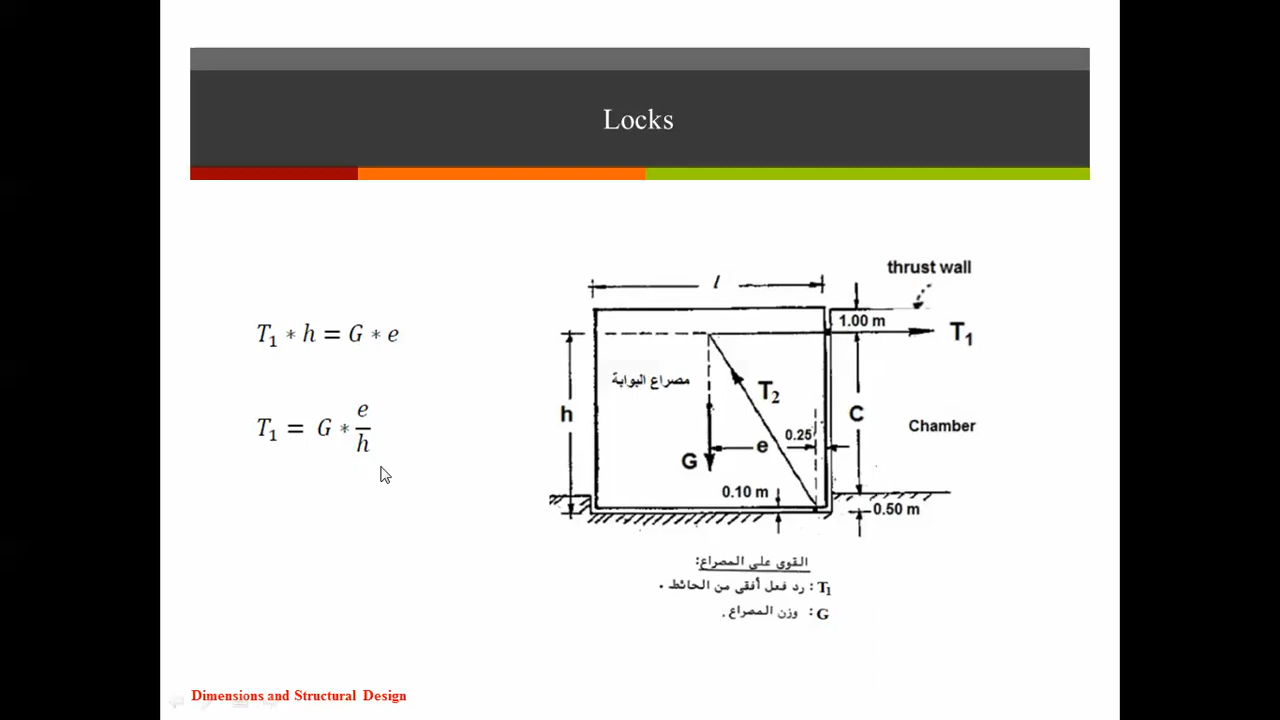 Locks
T₁ ∗ h = G ∗ e
T₁ = G ∗ e/h
l
thrust wall
1.00 m
T₁
مصراع البوابة
T₂
h
C
0.25
Chamber
e
G
0.10 m
0.50 m
القوى على المصراع:
T₁ : رد فعل أفقى من الحائط .
G : وزن المصراع .
Dimensions and Structural Design